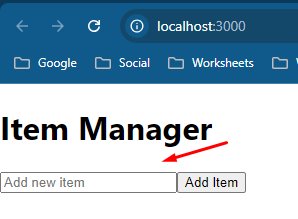 localhost:3000
Google Social Worksheets
Item Manager
Add new item Add Item